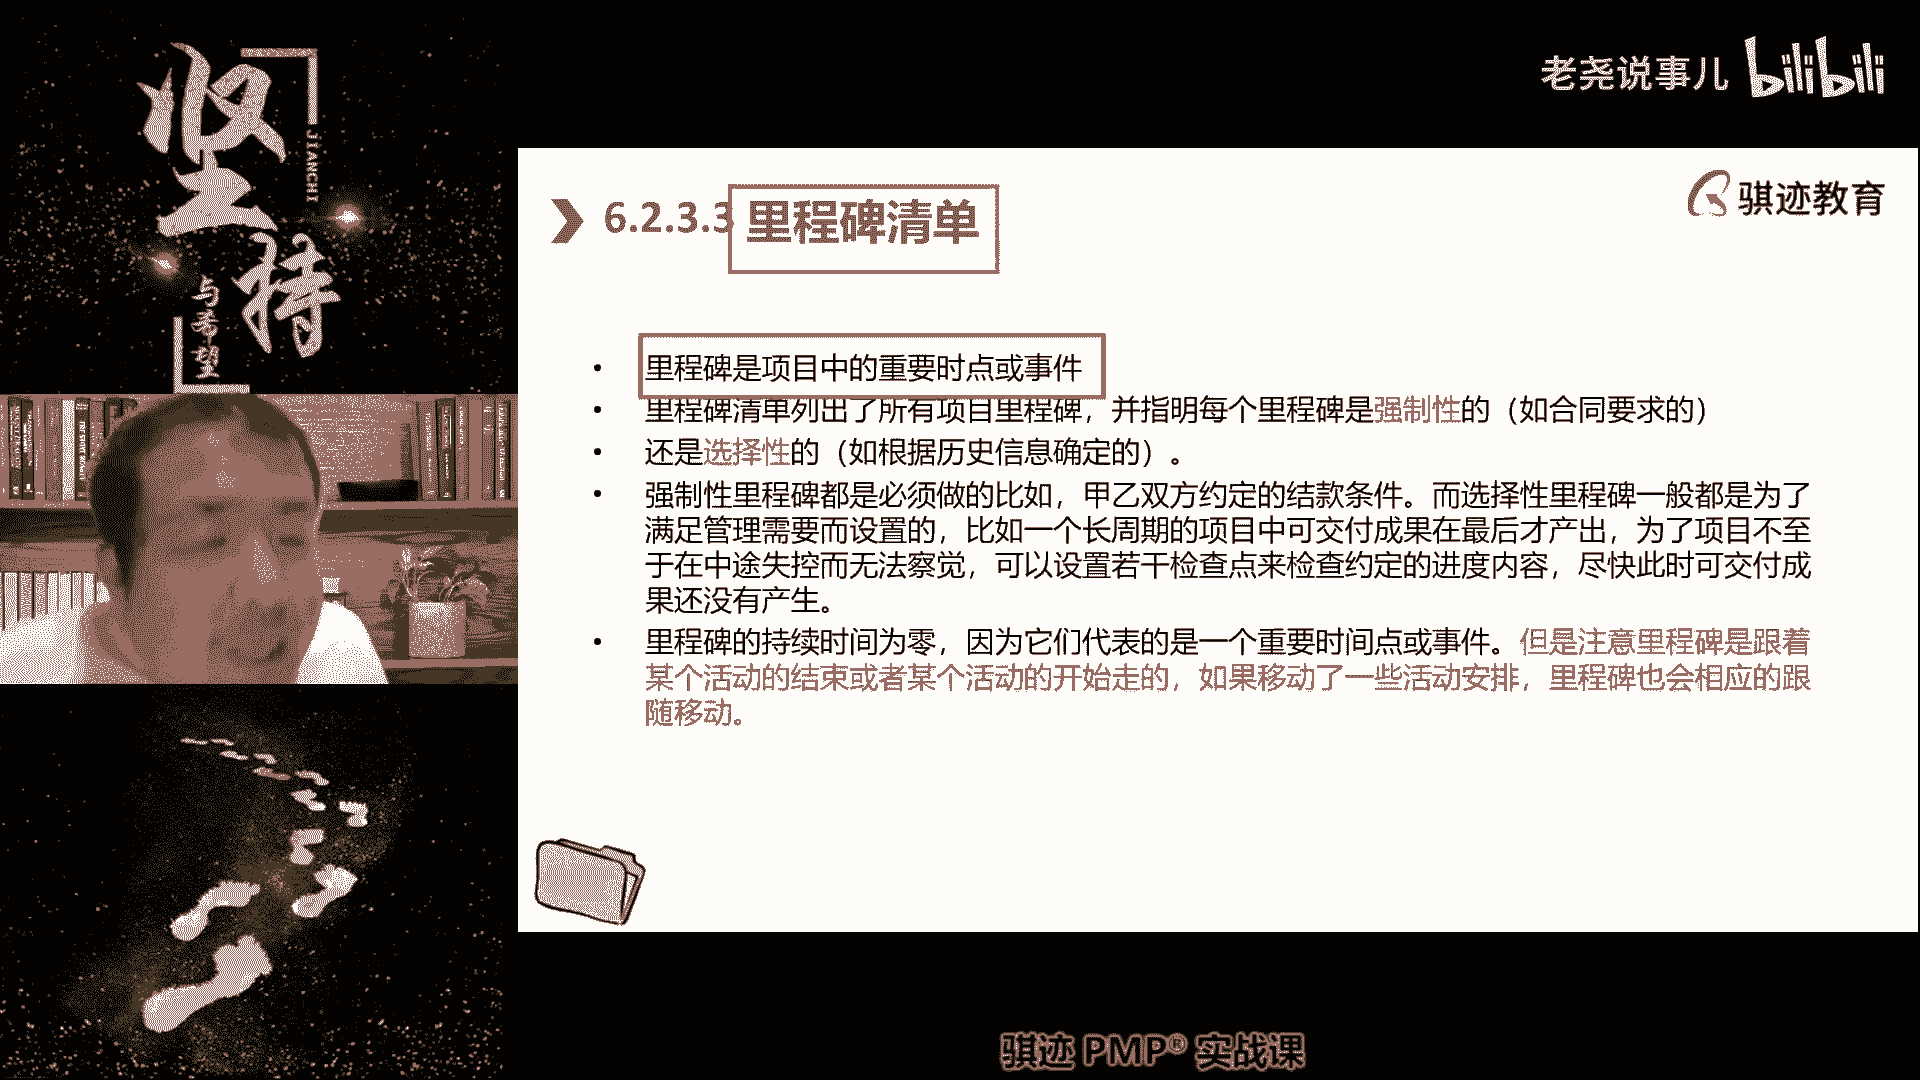 坚持
JIANCHI
与希望
老尧说事儿 bilibili
骐迹教育
6.2.3.3 里程碑清单
• 里程碑是项目中的重要时点或事件
• 里程碑清单列出了所有项目里程碑，并指明每个里程碑是强制性的（如合同要求的）
• 还是选择性的（如根据历史信息确定的）。
• 强制性里程碑都是必须做的比如，甲乙双方约定的结款条件。而选择性里程碑一般都是为了
满足管理需要而设置的，比如一个长周期的项目中可交付成果在最后才产出，为了项目不至
于在中途失控而无法察觉，可以设置若干检查点来检查约定的进度内容，尽快此时可交付成
果还没有产生。
• 里程碑的持续时间为零，因为它们代表的是一个重要时间点或事件。但是注意里程碑是跟着
某个活动的结束或者某个活动的开始走的，如果移动了一些活动安排，里程碑也会相应的跟
随移动。
骐迹 PMP® 实战课